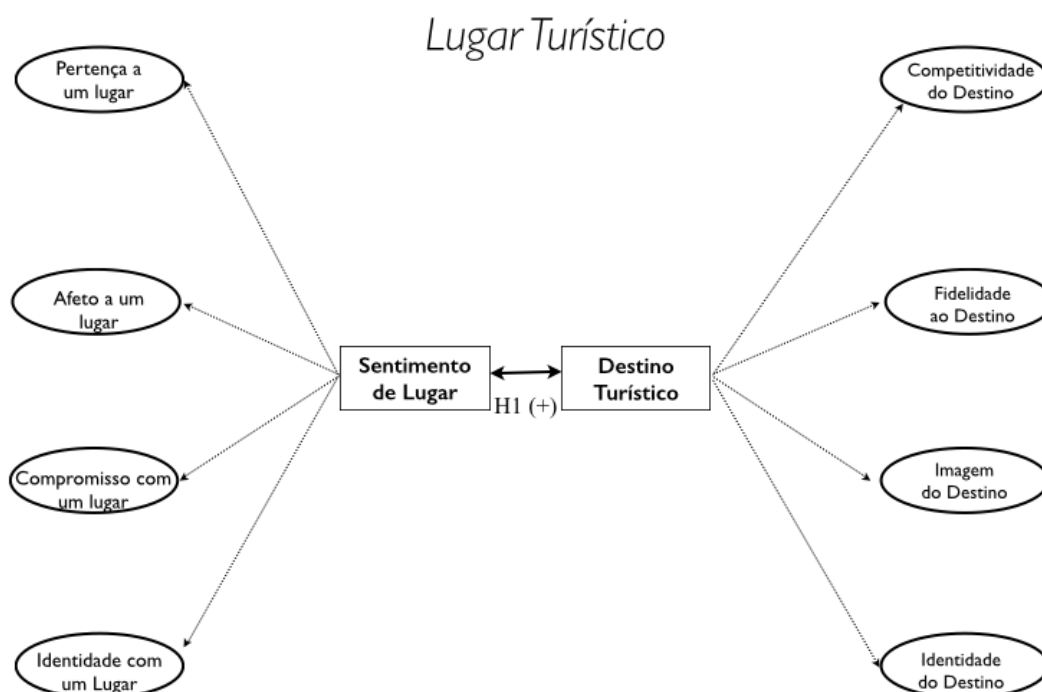 Lugar Turístico
Pertença a
um lugar
Afeto a um
lugar
Compromisso com
um lugar
Identidade com
um Lugar
Sentimento
de Lugar
H1 (+)
Destino
Turístico
Competitividade
do Destino
Fidelidade
ao Destino
Imagem
do Destino
Identidade
do Destino